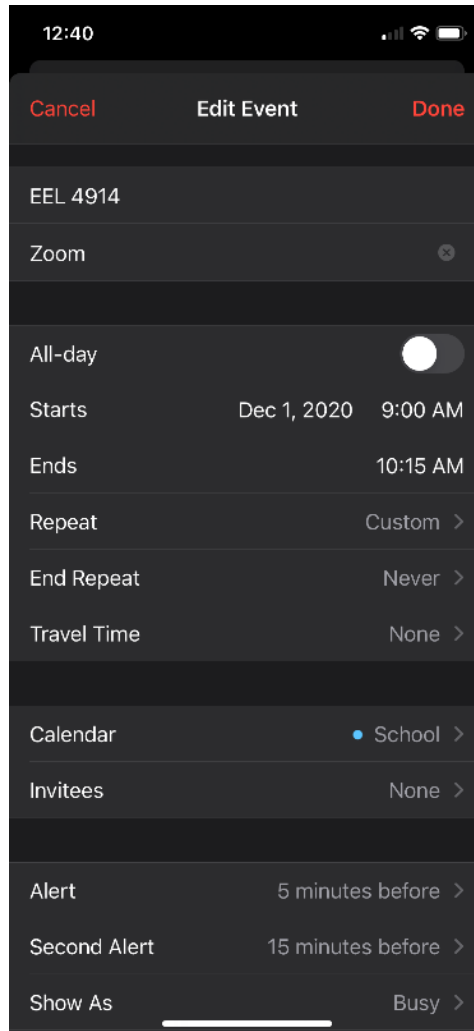 12:40
Cancel Edit Event Done
EEL 4914
Zoom
All-day
Starts Dec 1, 2020 9:00 AM
Ends 10:15 AM
Repeat Custom
End Repeat Never
Travel Time None
Calendar School
Invitees None
Alert 5 minutes before
Second Alert 15 minutes before
Show As Busy